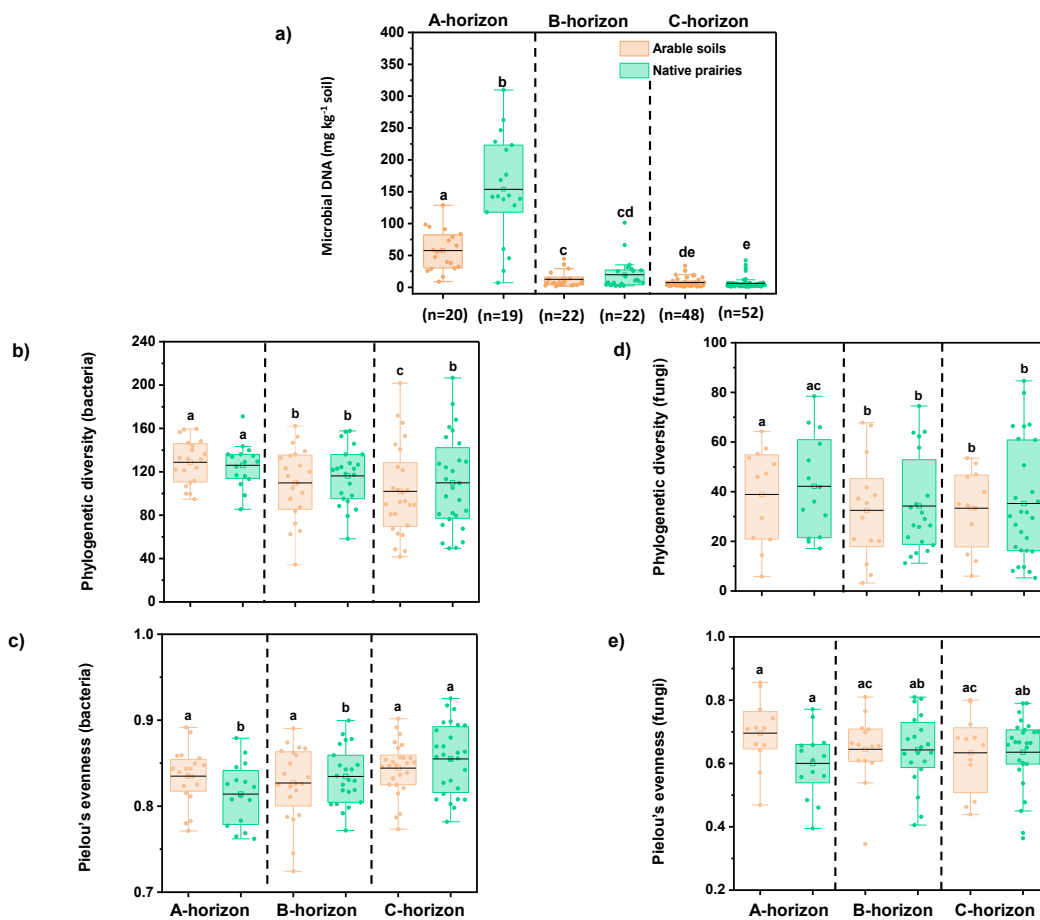 A-horizon B-horizon C-horizon
a)
Microbial DNA (mg kg⁻¹ soil)
400
350
300
250
200
150
100
50
0
Arable soils
Native prairies
a b c cd de e
(n=20) (n=19) (n=22) (n=22) (n=48) (n=52)
b)
Phylogenetic diversity (bacteria)
240
200
160
120
80
40
0
a a b b c b
d)
Phylogenetic diversity (fungi)
100
80
60
40
20
0
a ac b b b b
c)
Pielou's evenness (bacteria)
1.0
0.9
0.8
0.7
a b a b a a
A-horizon B-horizon C-horizon
e)
Pielou's evenness (fungi)
1.0
0.8
0.6
0.4
0.2
a a ac ab ac ab
A-horizon B-horizon C-horizon